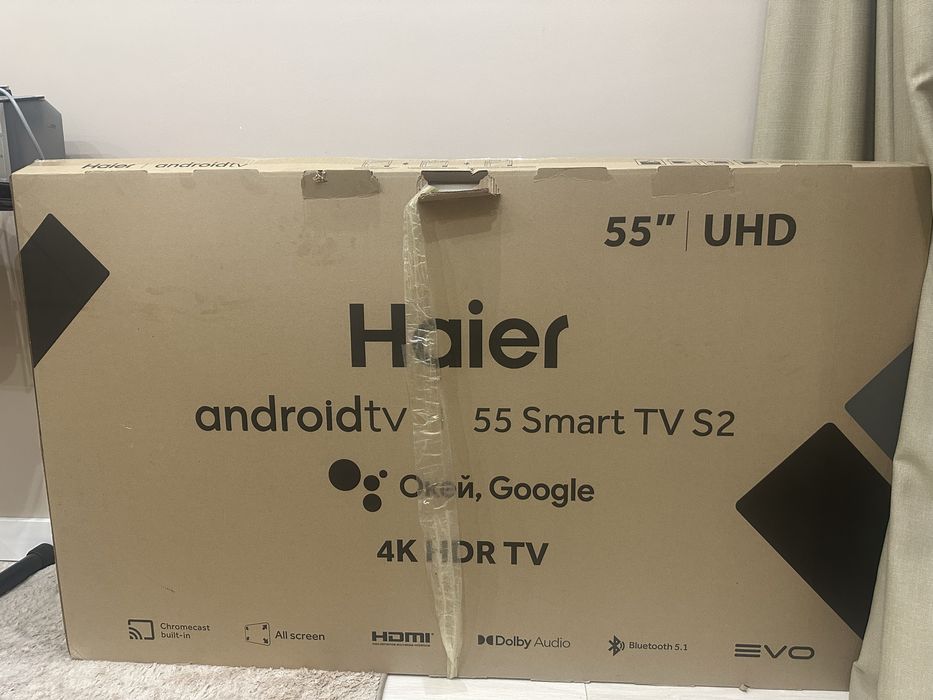 Haier | androidtv
55" | UHD
Haier
androidtv 55 Smart TV S2
Окей, Google
4K HDR TV
Chromecast
built-in
All screen
HDMI
Dolby Audio
Bluetooth 5.1
EVO